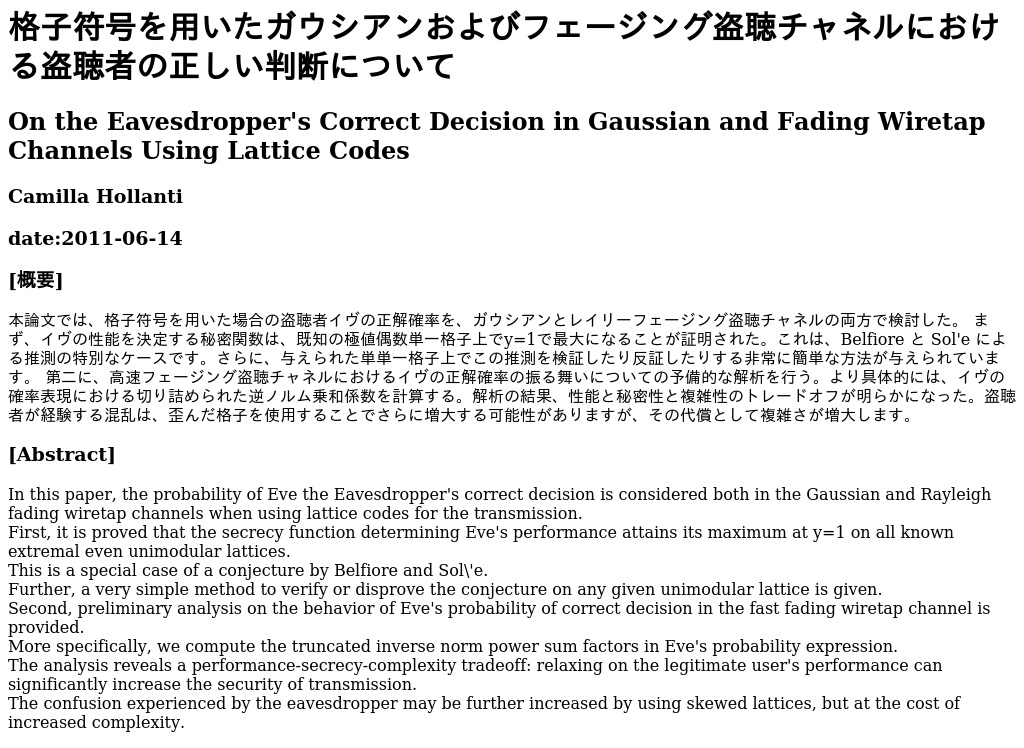 格子符号を用いたガウシアンおよびフェージング盗聴チャネルにおけ
る盗聴者の正しい判断について
On the Eavesdropper's Correct Decision in Gaussian and Fading Wiretap
Channels Using Lattice Codes
Camilla Hollanti
date:2011-06-14
[概要]
本論文では、格子符号を用いた場合の盗聴者イヴの正解確率を、ガウシアンとレイリーフェージング盗聴チャネルの両方で検討した。 ま
ず、イヴの性能を決定する秘密関数は、既知の極値偶数単一格子上でy=1で最大になることが証明された。これは、Belfiore と Sol'e によ
る推測の特別なケースです。さらに、与えられた単単一格子上でこの推測を検証したり反証したりする非常に簡単な方法が与えられていま
す。 第二に、高速フェージング盗聴チャネルにおけるイヴの正解確率の振る舞いについての予備的な解析を行う。より具体的には、イヴの
確率表現における切り詰められた逆ノルム乗和係数を計算する。解析の結果、性能と秘密性と複雑性のトレードオフが明らかになった。盗聴
者が経験する混乱は、歪んだ格子を使用することでさらに増大する可能性がありますが、その代償として複雑さが増大します。
[Abstract]
In this paper, the probability of Eve the Eavesdropper's correct decision is considered both in the Gaussian and Rayleigh
fading wiretap channels when using lattice codes for the transmission.
First, it is proved that the secrecy function determining Eve's performance attains its maximum at y=1 on all known
extremal even unimodular lattices.
This is a special case of a conjecture by Belfiore and Sol\'e.
Further, a very simple method to verify or disprove the conjecture on any given unimodular lattice is given.
Second, preliminary analysis on the behavior of Eve's probability of correct decision in the fast fading wiretap channel is
provided.
More specifically, we compute the truncated inverse norm power sum factors in Eve's probability expression.
The analysis reveals a performance-secrecy-complexity tradeoff: relaxing on the legitimate user's performance can
significantly increase the security of transmission.
The confusion experienced by the eavesdropper may be further increased by using skewed lattices, but at the cost of
increased complexity.